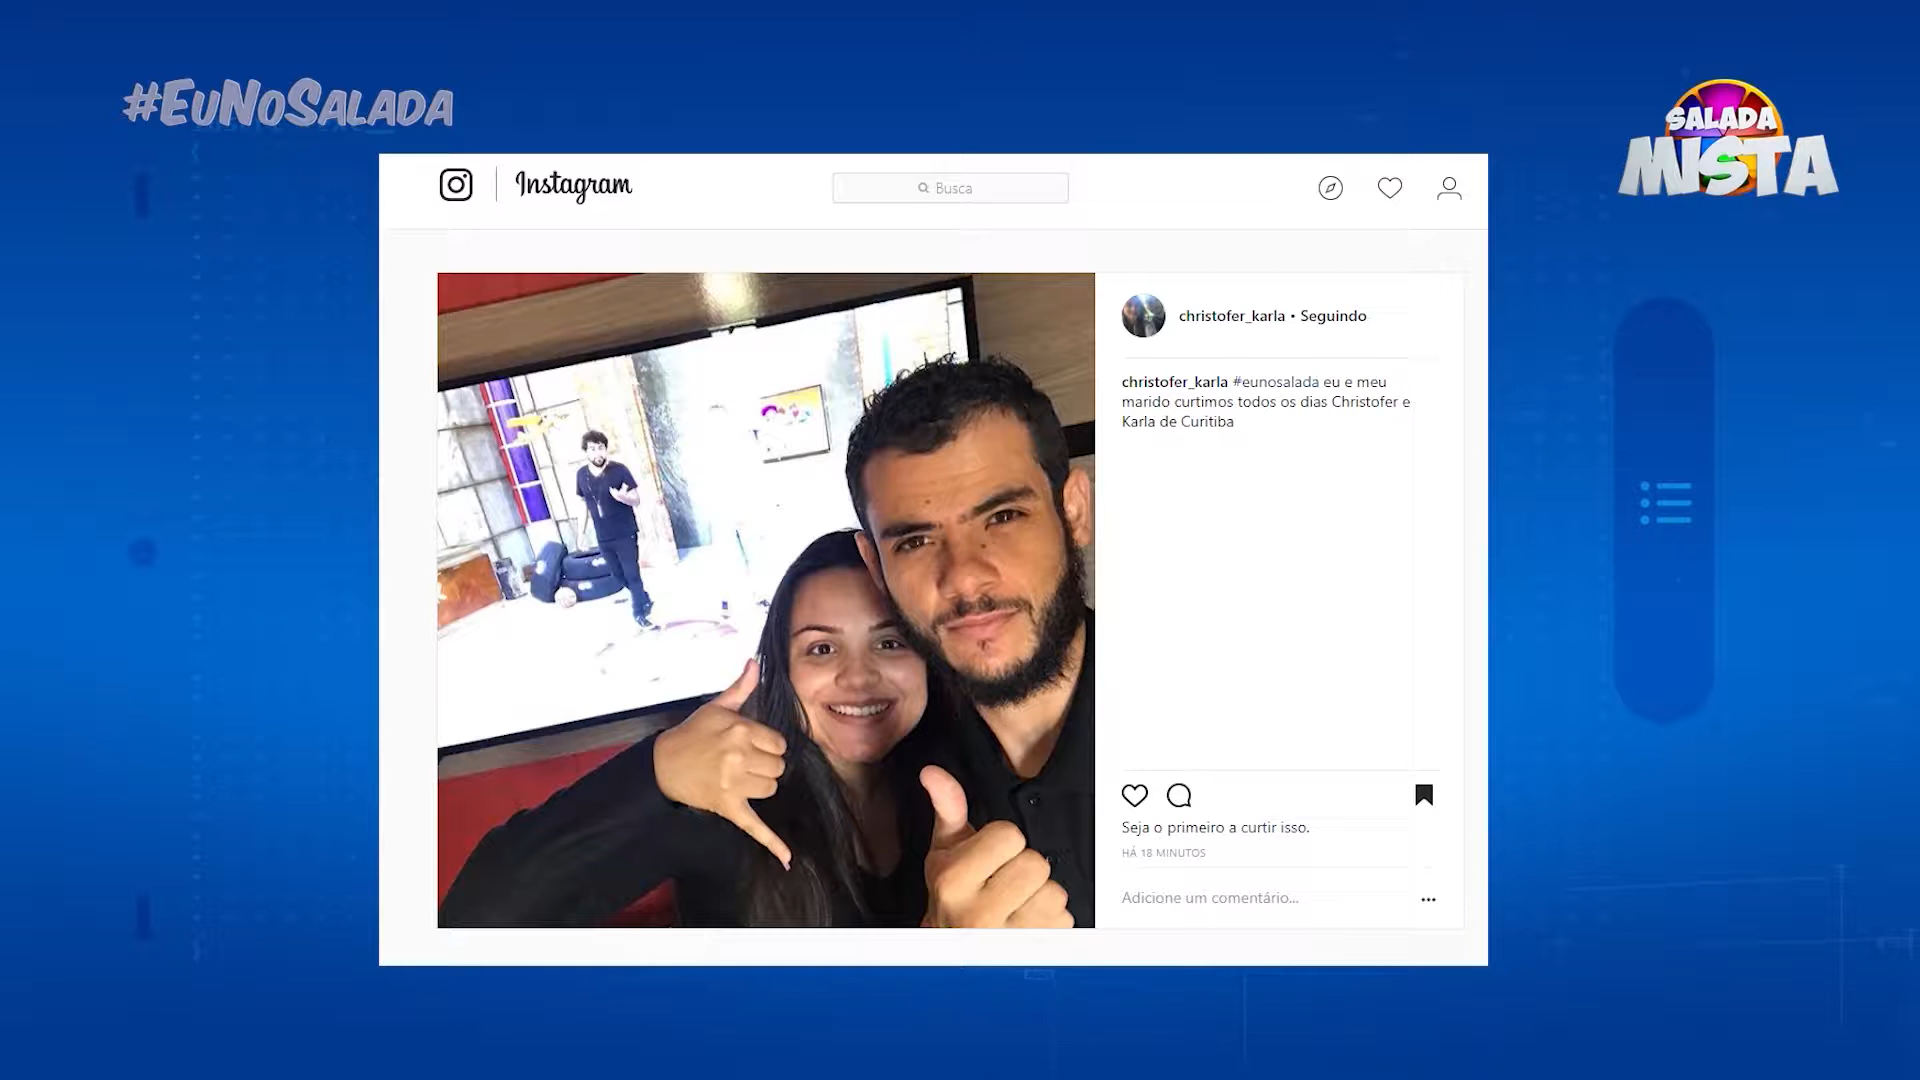 #EuNoSalada
SALADA
MISTA
Instagram
Busca
christofer_karla • Seguindo
christofer_karla #eunosalada eu e meu
marido curtimos todos os dias Christofer e
Karla de Curitiba
Seja o primeiro a curtir isso.
HÁ 18 MINUTOS
Adicione um comentário...